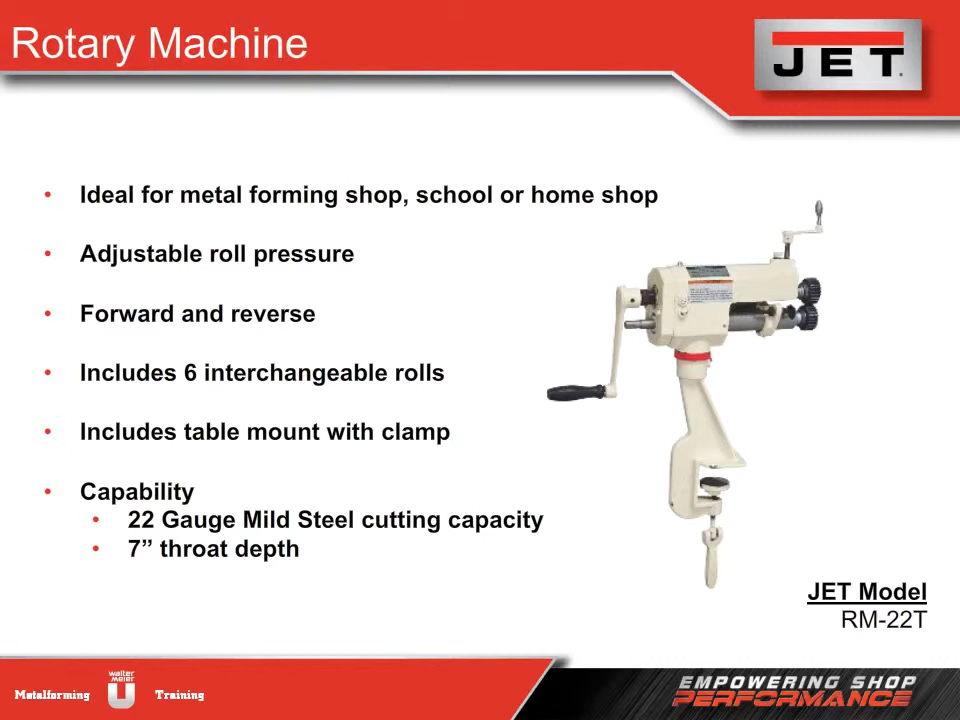 Rotary Machine
JET
• Ideal for metal forming shop, school or home shop
• Adjustable roll pressure
• Forward and reverse
• Includes 6 interchangeable rolls
• Includes table mount with clamp
• Capability
• 22 Gauge Mild Steel cutting capacity
• 7” throat depth
JET Model
RM-22T
walter
meier
Metalforming U Training
EMPOWERING SHOP
PERFORMANCE